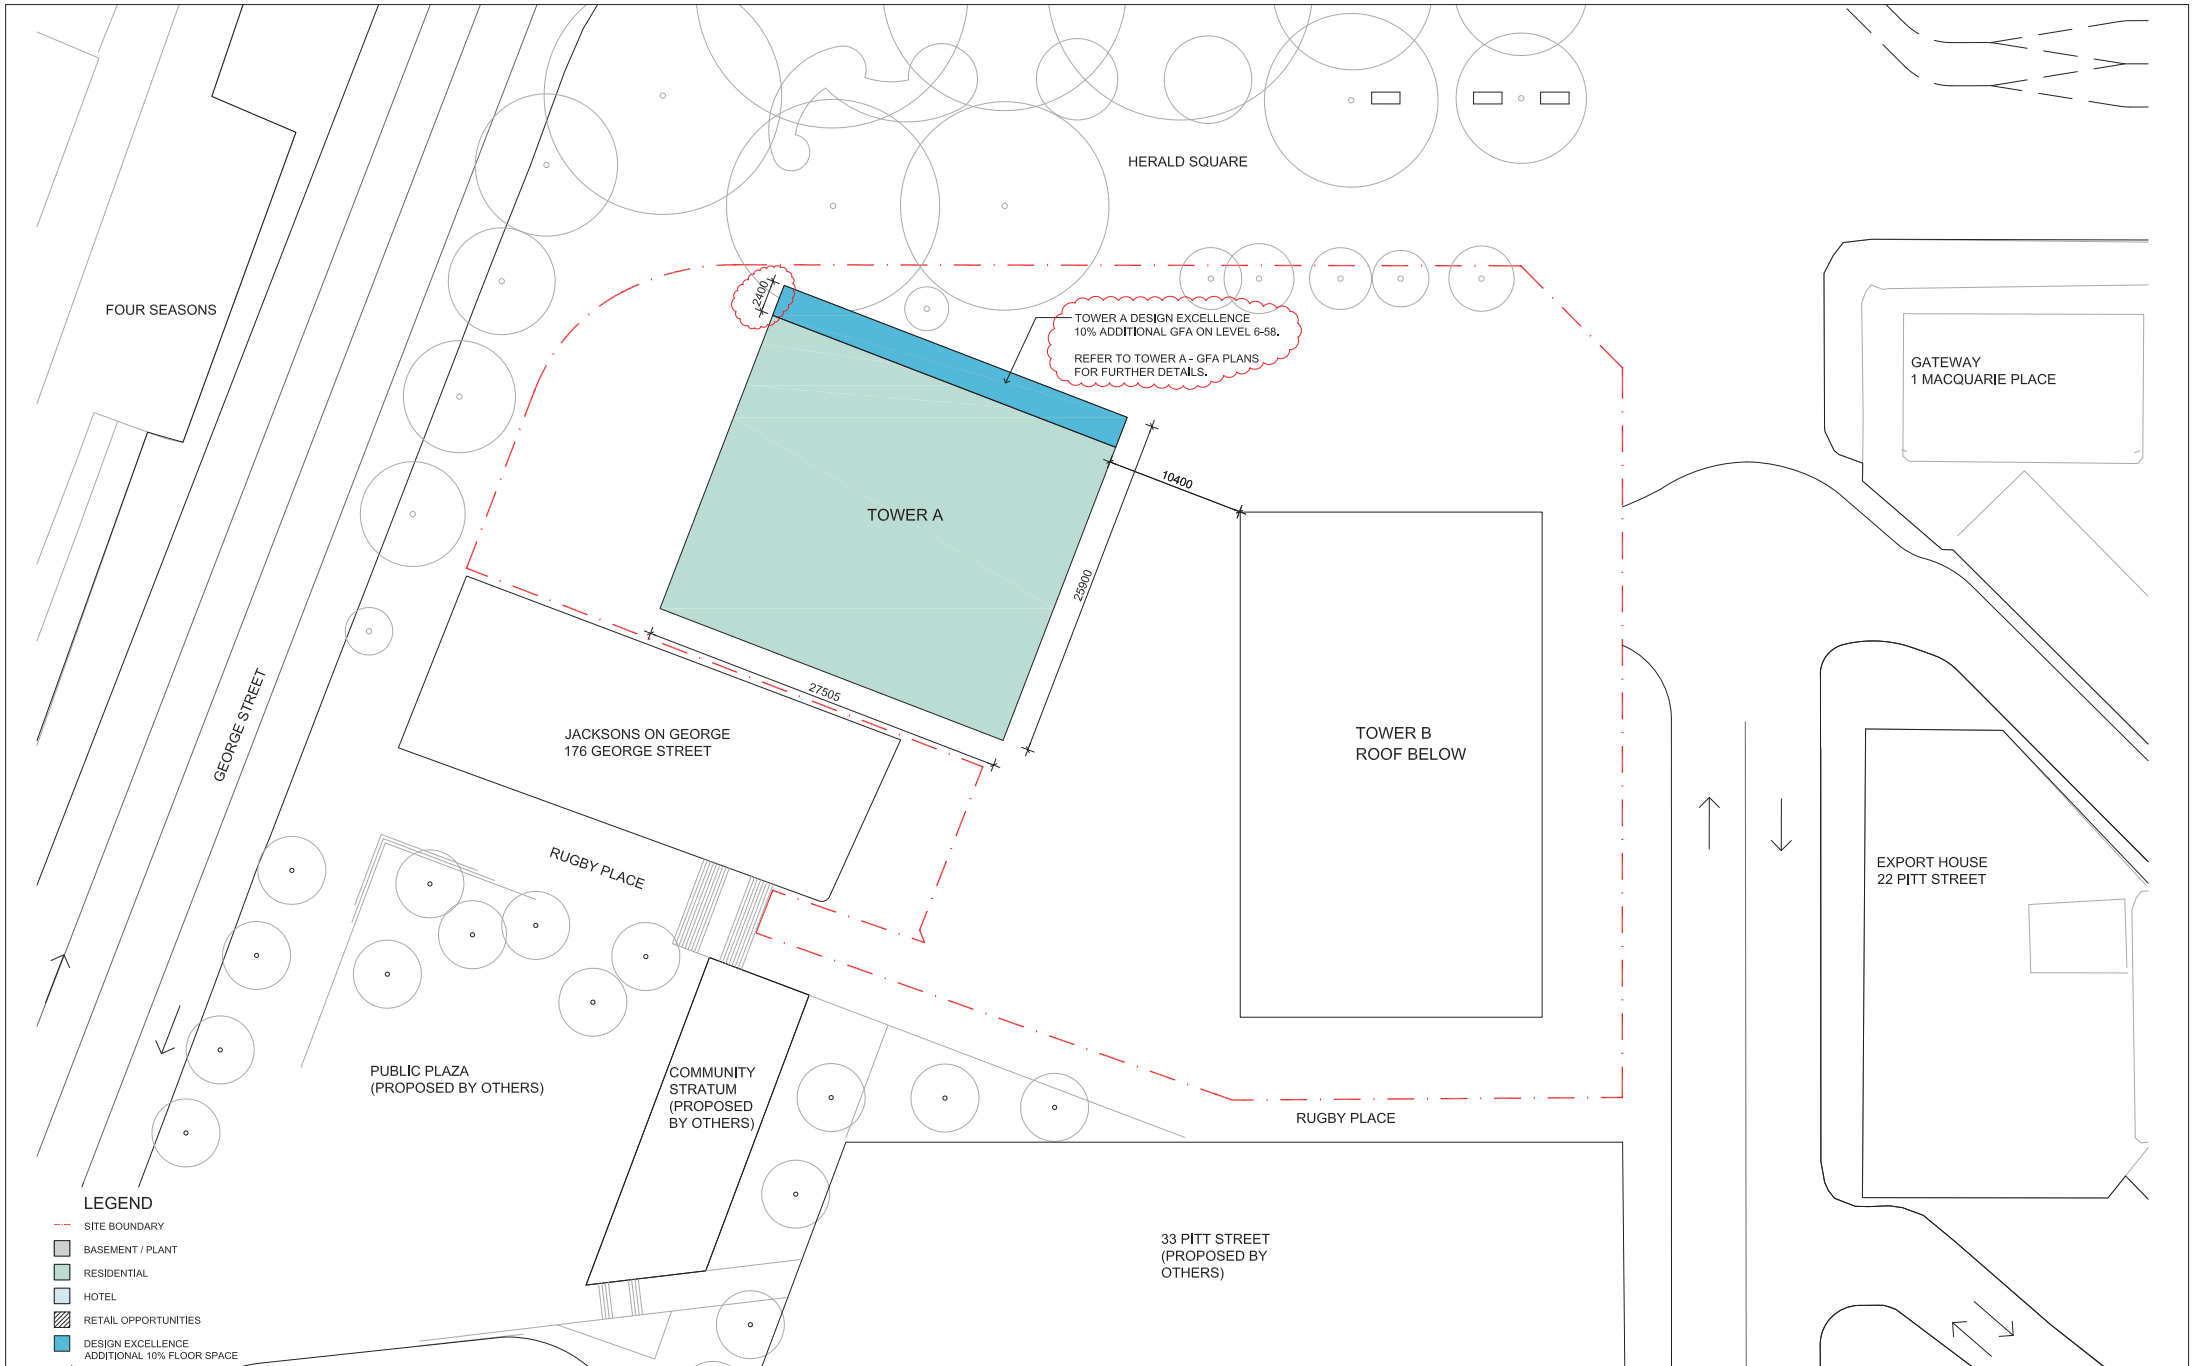 HERALD SQUARE
FOUR SEASONS
2400
TOWER A DESIGN EXCELLENCE
10% ADDITIONAL GFA ON LEVEL 6-58.
REFER TO TOWER A - GFA PLANS
FOR FURTHER DETAILS.
GATEWAY
1 MACQUARIE PLACE
10400
TOWER A
25900
27505
GEORGE STREET
JACKSONS ON GEORGE
176 GEORGE STREET
TOWER B
ROOF BELOW
RUGBY PLACE
EXPORT HOUSE
22 PITT STREET
PUBLIC PLAZA
(PROPOSED BY OTHERS)
COMMUNITY
STRATUM
(PROPOSED
BY OTHERS)
RUGBY PLACE
33 PITT STREET
(PROPOSED BY
OTHERS)
LEGEND
SITE BOUNDARY
BASEMENT / PLANT
RESIDENTIAL
HOTEL
RETAIL OPPORTUNITIES
DESIGN EXCELLENCE
ADDITIONAL 10% FLOOR SPACE